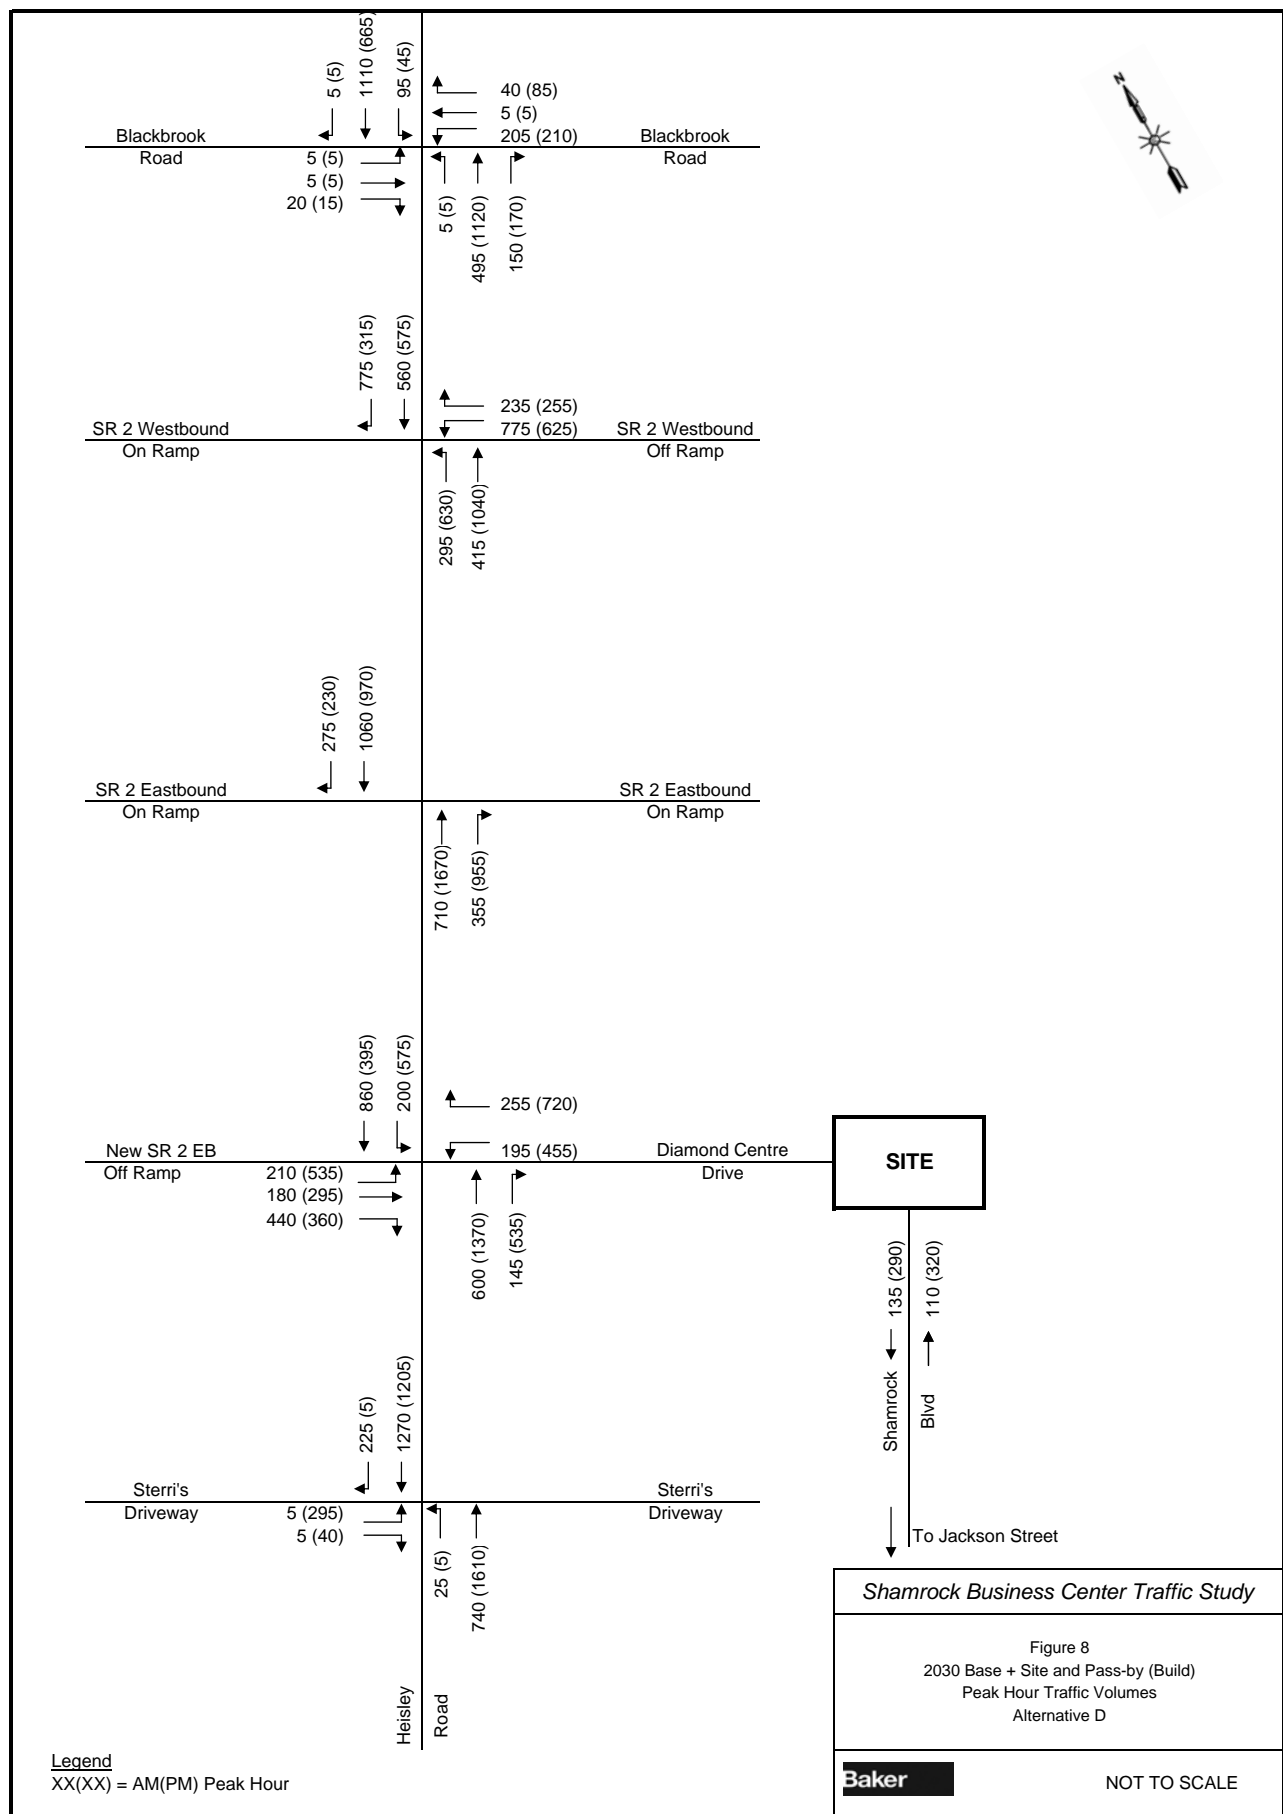 5 (5)
1110 (665)
95 (45)
40 (85)
5 (5)
205 (210)
Blackbrook
Road
Blackbrook
Road
5 (5)
5 (5)
20 (15)
5 (5)
495 (1120)
150 (170)
N
775 (315)
560 (575)
235 (255)
775 (625)
SR 2 Westbound
On Ramp
SR 2 Westbound
Off Ramp
295 (630)
415 (1040)
275 (230)
1060 (970)
SR 2 Eastbound
On Ramp
SR 2 Eastbound
On Ramp
710 (1670)
355 (955)
860 (395)
200 (575)
255 (720)
195 (455)
New SR 2 EB
Off Ramp
Diamond Centre
Drive
SITE
210 (535)
180 (295)
440 (360)
600 (1370)
145 (535)
135 (290)
110 (320)
Shamrock
Blvd
To Jackson Street
225 (5)
1270 (1205)
Sterri's
Driveway
Sterri's
Driveway
5 (295)
5 (40)
25 (5)
740 (1610)
Heisley
Road
Legend
XX(XX) = AM(PM) Peak Hour
Shamrock Business Center Traffic Study
Figure 8
2030 Base + Site and Pass-by (Build)
Peak Hour Traffic Volumes
Alternative D
Baker
NOT TO SCALE